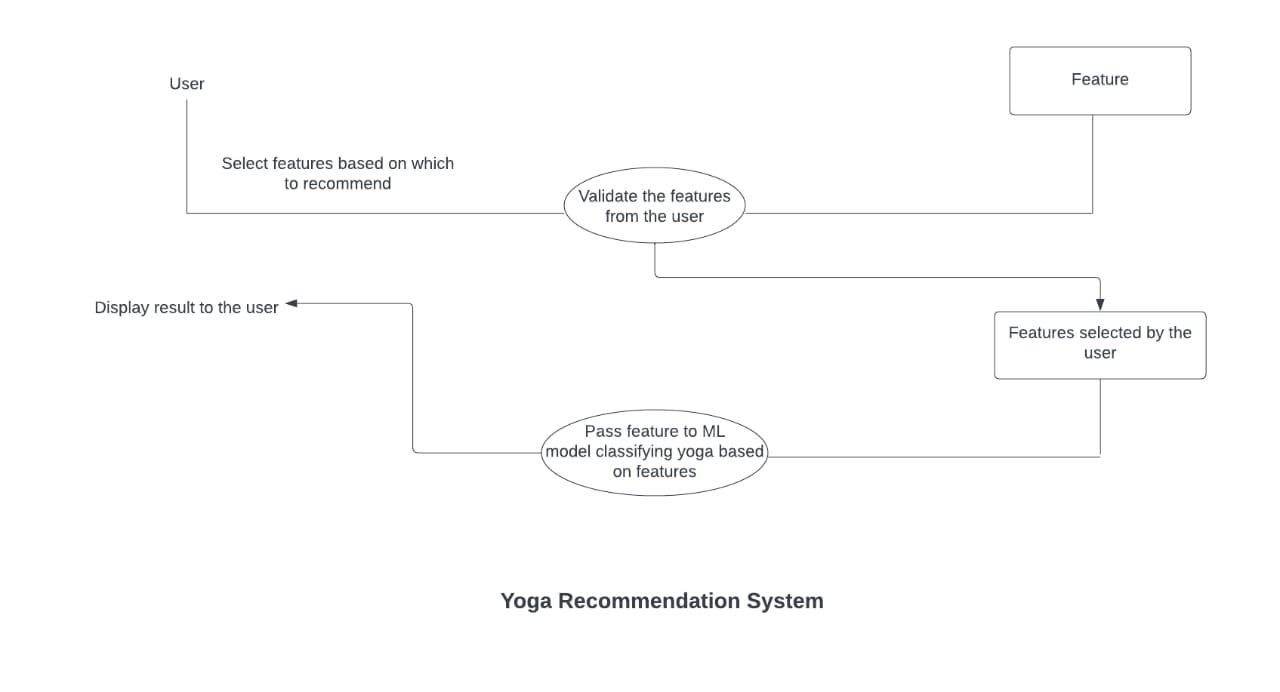 User
Feature
Select features based on which
to recommend
Validate the features
from the user
Display result to the user
Features selected by the
user
Pass feature to ML
model classifying yoga based
on features
Yoga Recommendation System